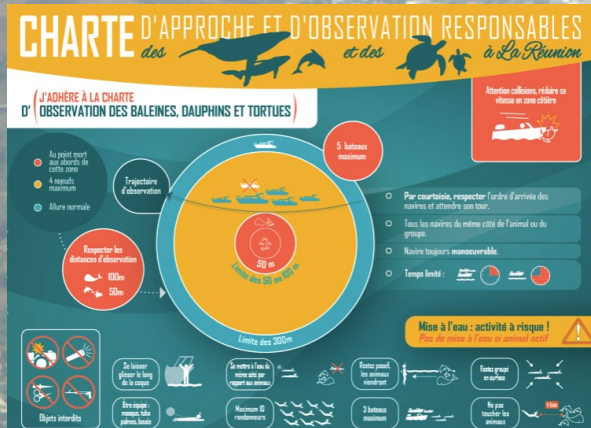 CHARTE D'APPROCHE ET D'OBSERVATION RESPONSABLES
des et des à La Réunion
J'ADHÈRE À LA CHARTE
D' OBSERVATION DES BALEINES, DAUPHINS ET TORTUES
Attention collisions, réduire sa
vitesse en zone côtière
5 bateaux
maximum
Au point mort
aux abords de
cette zone
4 noeuds
maximum
Allure normale
Trajectoire
d'observation
Respecter les
distances d'observation
100m
50m
50 m
Limite des 50 ou 100 m
Limite des 300m
Par courtoisie, respecter l'ordre d'arrivée des
navires et attendre son tour.
Tous les navires du même côté de l'animal ou du
groupe.
Navire toujours manoeuvrable.
Temps limité :
Mise à l'eau : activité à risque !
Pas de mise à l'eau si animal actif
Objets interdits
Se laisser
glisser le long
de la coque
Se mettre à l'eau du
même côté par
rapport aux animaux
Restez passif,
les animaux
viendront
Restez groupé
en surface
Être équipé :
masque, tuba
palmes, bouée
Maximum 10
randonneurs
3 bateaux
maximum
Ne pas
toucher les
animaux
15m